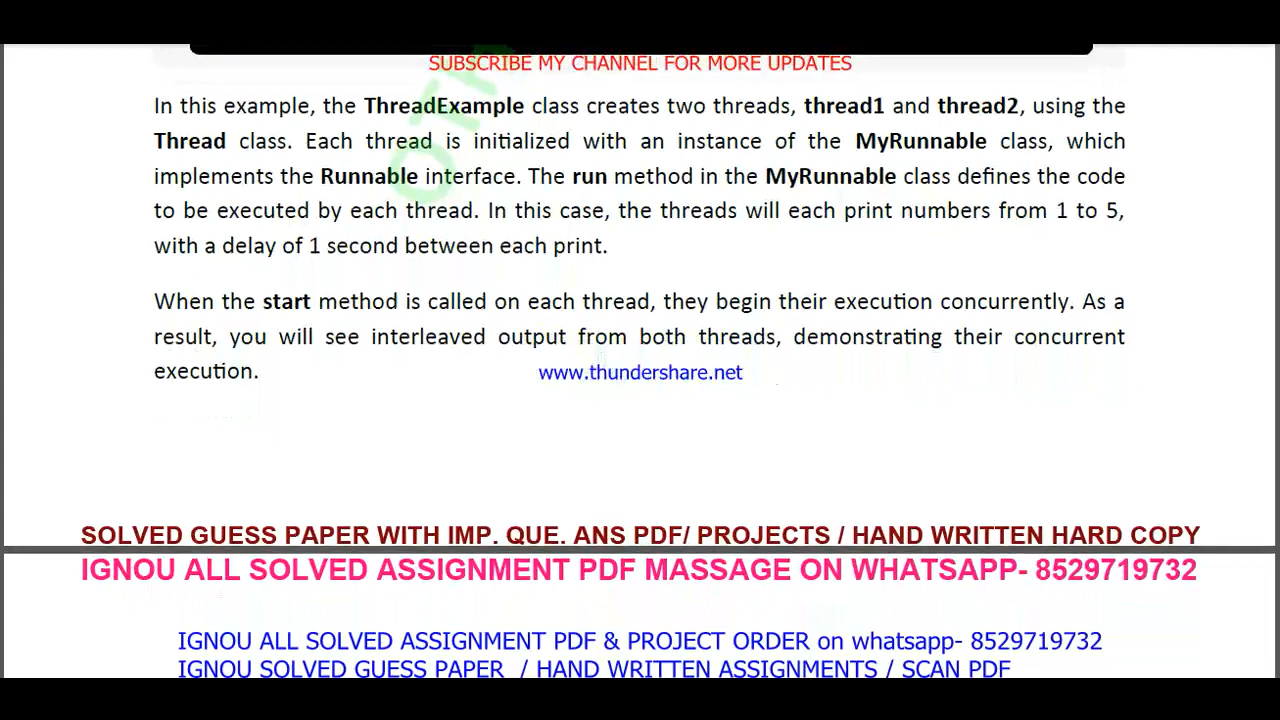 SUBSCRIBE MY CHANNEL FOR MORE UPDATES
In this example, the ThreadExample class creates two threads, thread1 and thread2, using the
Thread class. Each thread is initialized with an instance of the MyRunnable class, which
implements the Runnable interface. The run method in the MyRunnable class defines the code
to be executed by each thread. In this case, the threads will each print numbers from 1 to 5,
with a delay of 1 second between each print.
When the start method is called on each thread, they begin their execution concurrently. As a
result, you will see interleaved output from both threads, demonstrating their concurrent
execution.
www.thundershare.net
SOLVED GUESS PAPER WITH IMP. QUE. ANS PDF/ PROJECTS / HAND WRITTEN HARD COPY
IGNOU ALL SOLVED ASSIGNMENT PDF MASSAGE ON WHATSAPP- 8529719732
IGNOU ALL SOLVED ASSIGNMENT PDF & PROJECT ORDER on whatsapp- 8529719732
IGNOU SOLVED GUESS PAPER / HAND WRITTEN ASSIGNMENTS / SCAN PDF